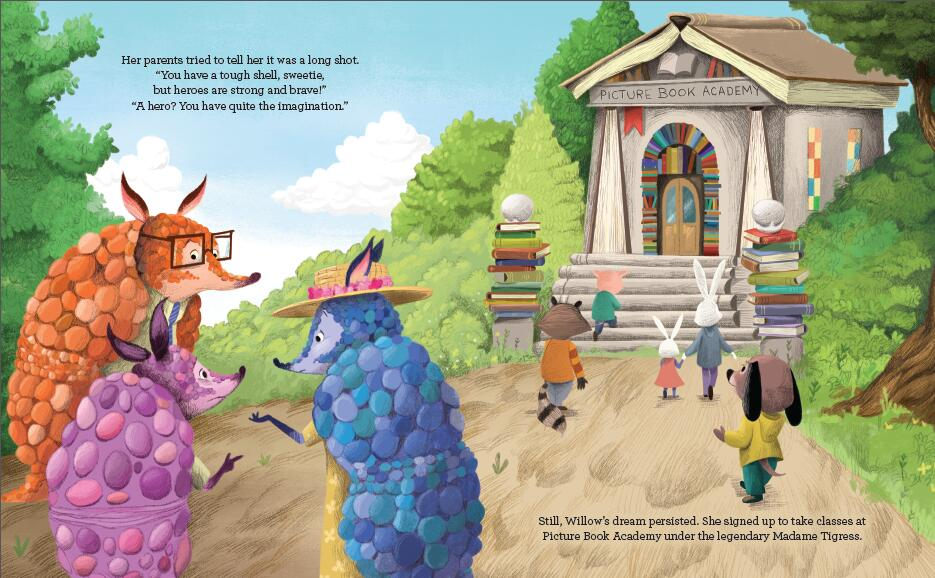 Her parents tried to tell her it was a long shot.
“You have a tough shell, sweetie,
but heroes are strong and brave!”
“A hero? You have quite the imagination.”
PICTURE BOOK ACADEMY
Still, Willow’s dream persisted. She signed up to take classes at
Picture Book Academy under the legendary Madame Tigress.